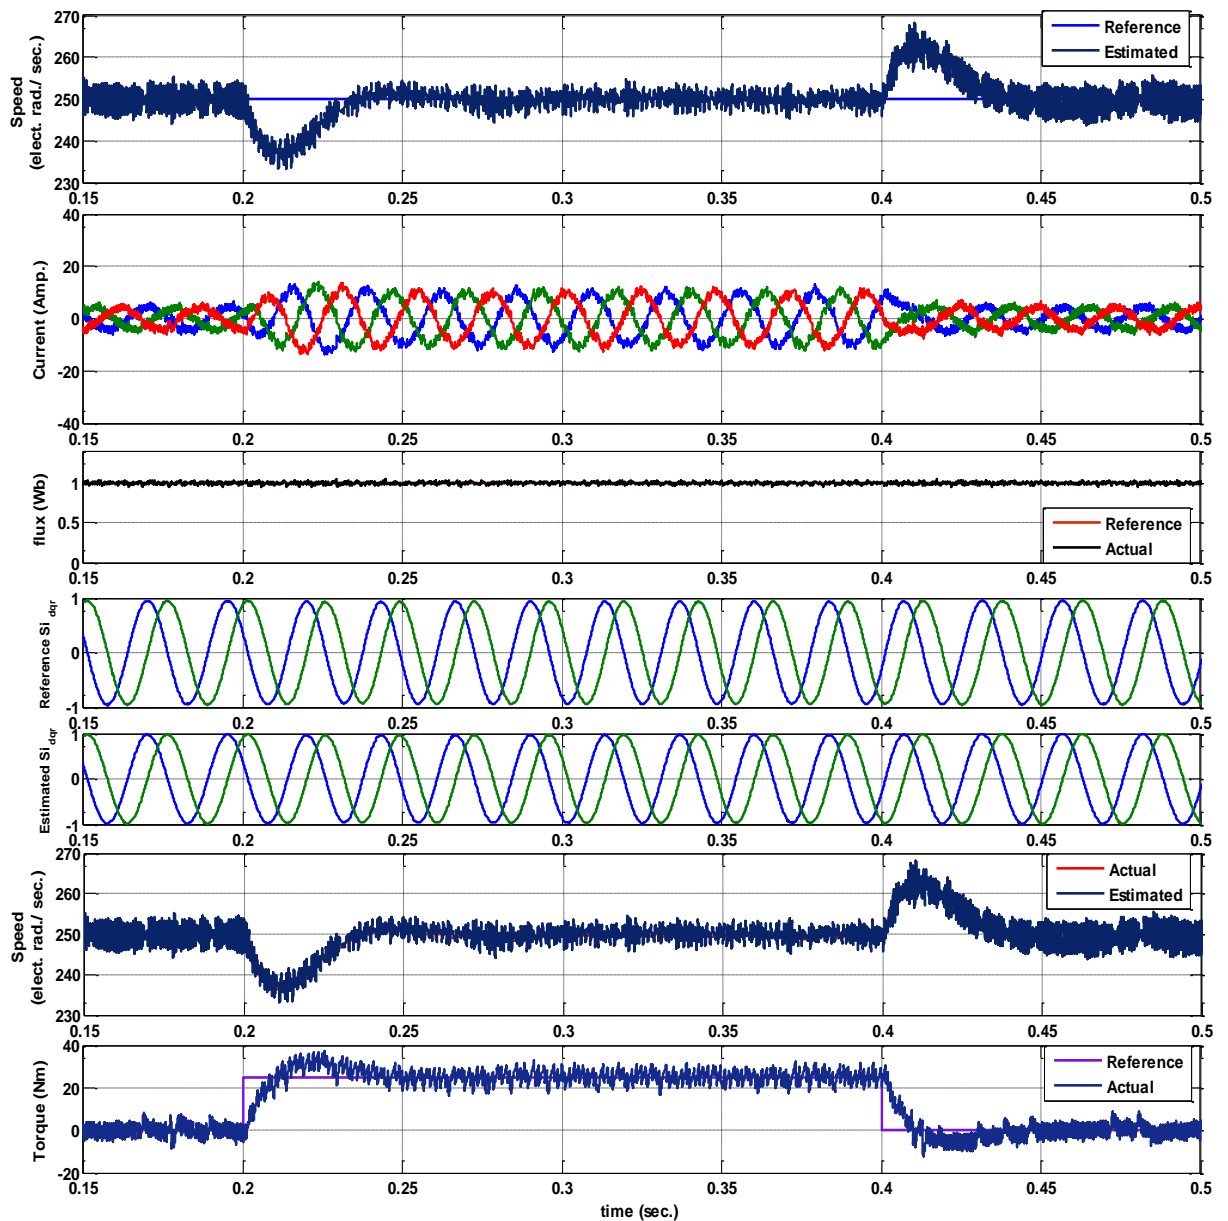 270
260
250
240
230
Speed
(elect. rad./ sec.)
Reference
Estimated
0.15 0.2 0.25 0.3 0.35 0.4 0.45 0.5
40
20
0
-20
-40
Currrent (Amp.)
0.15 0.2 0.25 0.3 0.35 0.4 0.45 0.5
1
0.5
0
flux (Wb)
Reference
Actual
0.15 0.2 0.25 0.3 0.35 0.4 0.45 0.5
1
0
-1
Reference Si dqr
0.15 0.2 0.25 0.3 0.35 0.4 0.45 0.5
1
0
-1
Estimated Si dqr
0.15 0.2 0.25 0.3 0.35 0.4 0.45 0.5
270
260
250
240
230
Speed
(elect. rad./ sec.)
Actual
Estimated
0.15 0.2 0.25 0.3 0.35 0.4 0.45 0.5
40
20
0
-20
Torque (Nm)
Reference
Actual
0.15 0.2 0.25 0.3 0.35 0.4 0.45 0.5
time (sec.)